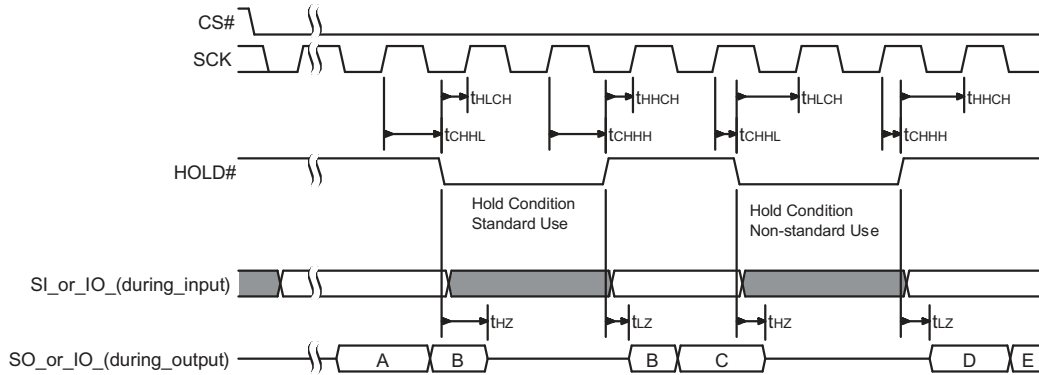 CS#
SCK
tHLCH tHHCH tHLCH tHHCH
tCHHL tCHHH tCHHL tCHHH
HOLD#
Hold Condition
Standard Use
Hold Condition
Non-standard Use
SI_or_IO_(during_input)
tHZ tLZ tHZ tLZ
SO_or_IO_(during_output)
A B B C D E